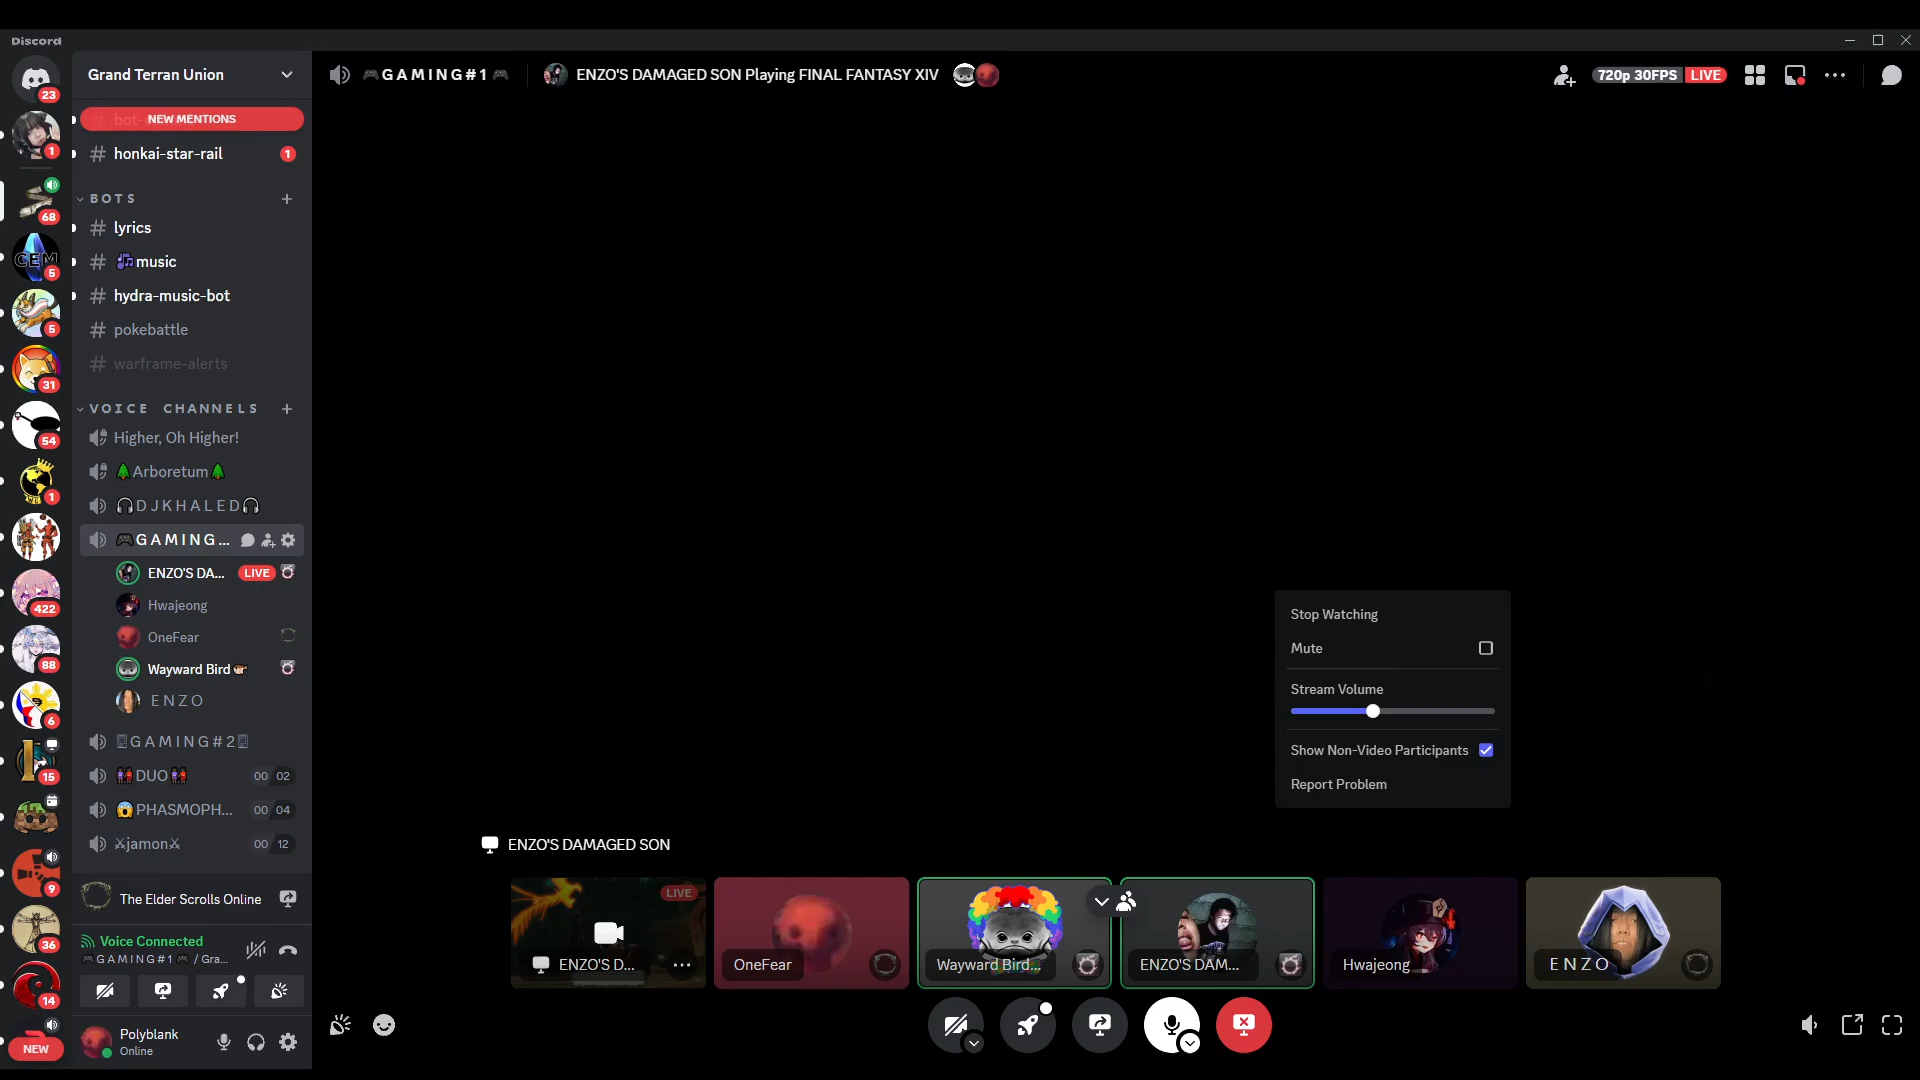 Discord
Grand Terran Union
🎮GAMING#1🎮
ENZO'S DAMAGED SON Playing FINAL FANTASY XIV
720p 30FPS LIVE
23
NEW MENTIONS
1
honkai-star-rail 1
BOTS
68
lyrics
CEM
5
🎶music
hydra-music-bot
5
pokebattle
warframe-alerts
31
VOICE CHANNELS
54
Higher, Oh Higher!
🌲Arboretum🌲
1
🎧DJKHALED🎧
🎮GAMING...
ENZO'S DA... LIVE
422
Hwajeong
OneFear
88
Wayward Bird
ENZO
6
GAMING#2
15
DUO 00 02
😱PHASMOPH... 00 04
⚔jamon⚔ 00 12
9
The Elder Scrolls Online
36
Voice Connected
🎮GAMING#1🎮 / Gra...
14
Polyblank
Online
NEW
Stop Watching
Mute
Stream Volume
Show Non-Video Participants
Report Problem
ENZO'S DAMAGED SON
LIVE
ENZO'S D...
OneFear
Wayward Bird...
ENZO'S DAM...
Hwajeong
ENZO